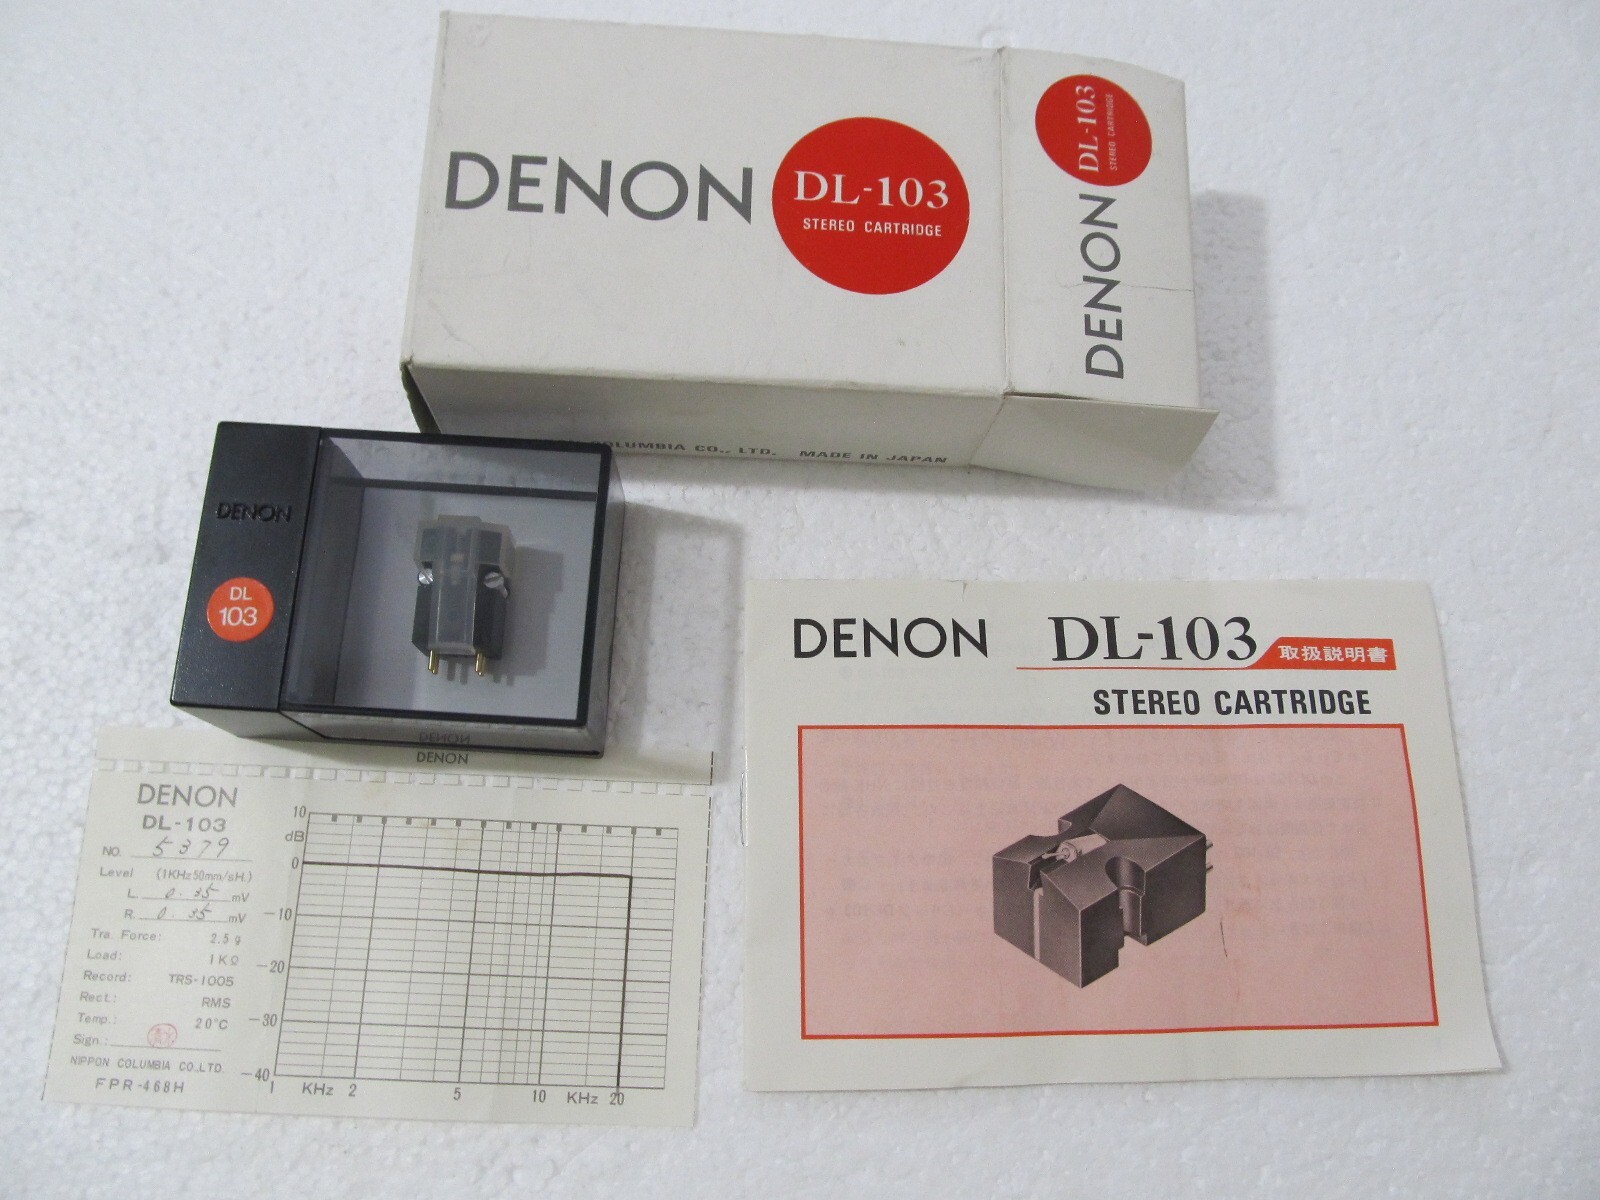 DENON
DL-103
STEREO CARTRIDGE
DENON
DL-103
STEREO CARTRIDGE
COLUMBIA CO., LTD. MADE IN JAPAN
DENON
DL
103
DENON
DENON
DL-103
NO. 5379
Level (1KHz 50mm/sH.)
L. 0.35 mV
R. 0.35 mV
Tra. Force: 2.5g
Load: 1KΩ
Record: TRS-1005
Rect.: RMS
Temp.: 20°C
Sign.:
NIPPON COLUMBIA CO.,LTD.
FPR-468H
10
dB
0
-10
-20
-30
-40
1 KHz 2 5 10 KHz 20
DENON DL-103 取扱説明書
STEREO CARTRIDGE